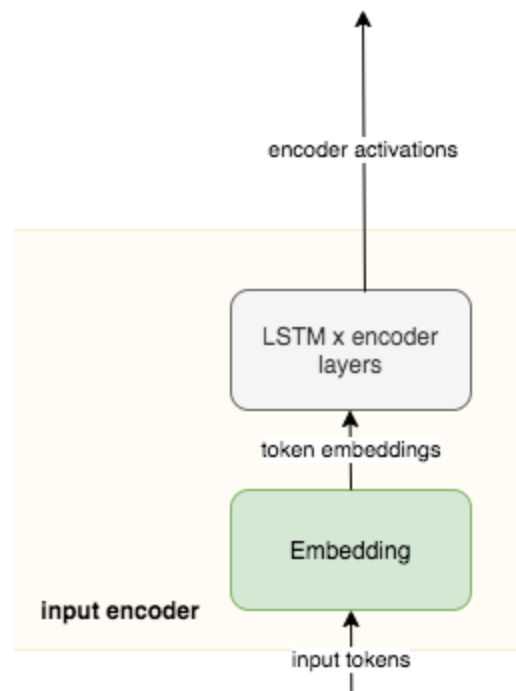 encoder activations
LSTM x encoder
layers
token embeddings
Embedding
input encoder
input tokens